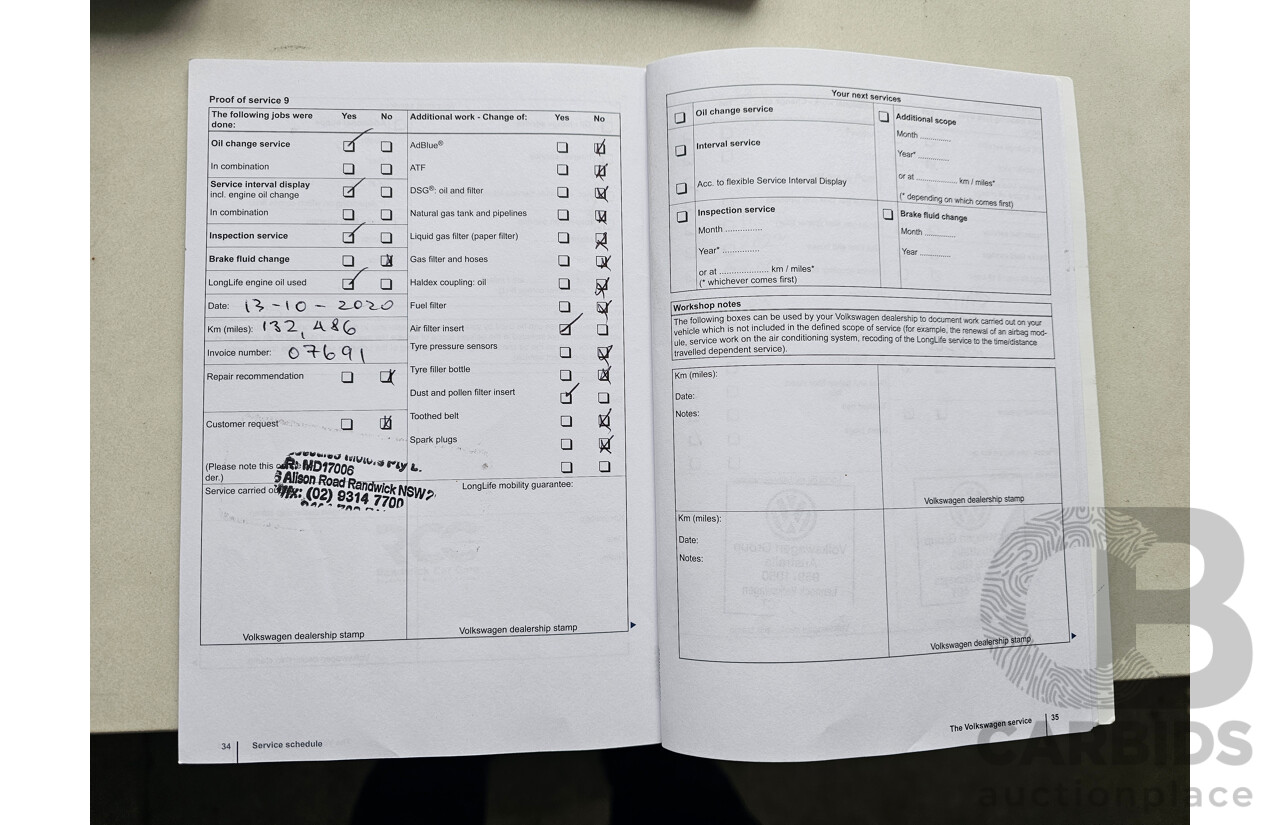 Proof of service 9
The following jobs were done: Yes No
Oil change service
In combination
Service interval display
incl. engine oil change
In combination
Inspection service
Brake fluid change
LongLife engine oil used
Date: 13-10-2020
Km (miles): 132,486
Invoice number: 07691
Repair recommendation
Customer request
(Please note this
der.)
Service carried
R: MD17006
Alison Road Randwick NSW
(02) 9314 7700
Volkswagen dealership stamp
Additional work - Change of: Yes No
AdBlue®
ATF
DSG®: oil and filter
Natural gas tank and pipelines
Liquid gas filter (paper filter)
Gas filter and hoses
Haldex coupling: oil
Fuel filter
Air filter insert
Tyre pressure sensors
Tyre filler bottle
Dust and pollen filter insert
Toothed belt
Spark plugs
LongLife mobility guarantee:
Volkswagen dealership stamp
34 Service schedule
Your next services
Oil change service
Interval service
Acc. to flexible Service Interval Display
Inspection service
Month ...............
Year* ...............
or at .................... km / miles*
(* whichever comes first)
Additional scope
Month .............
Year* .............
or at ................. km / miles*
(* depending on which comes first)
Brake fluid change
Month .............
Year .............
Workshop notes
The following boxes can be used by your Volkswagen dealership to document work carried out on your
vehicle which is not included in the defined scope of service (for example, the renewal of an airbag mod-
ule, service work on the air conditioning system, recoding of the LongLife service to the time/distance
travelled dependent service).
Km (miles):
Date:
Notes:
Volkswagen dealership stamp
Km (miles):
Date:
Notes:
Volkswagen dealership stamp
The Volkswagen service 35
CB
CARBIDS
auctionplace